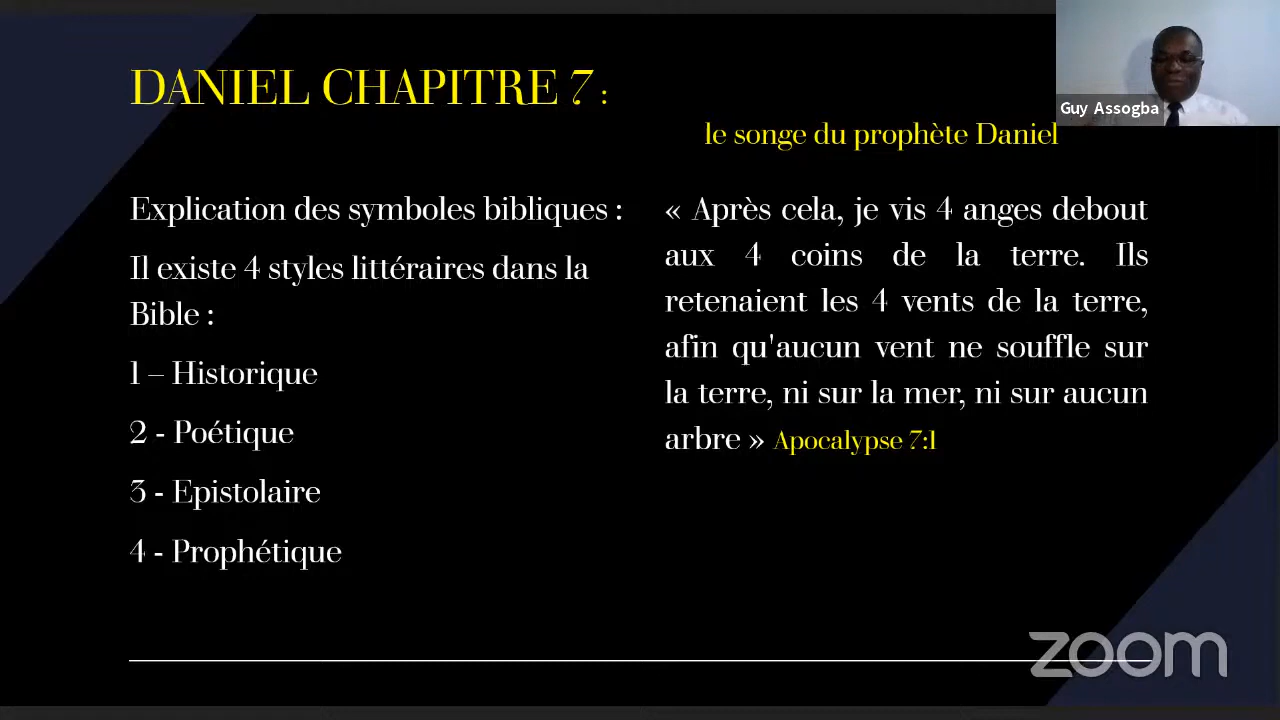 DANIEL CHAPITRE 7 :
le songe du prophète Daniel
Guy Assogba
Explication des symboles bibliques :
Il existe 4 styles littéraires dans la
Bible :
1 – Historique
2 - Poétique
3 - Epistolaire
4 - Prophétique
« Après cela, je vis 4 anges debout
aux 4 coins de la terre. Ils
retenaient les 4 vents de la terre,
afin qu'aucun vent ne souffle sur
la terre, ni sur la mer, ni sur aucun
arbre » Apocalypse 7:1
zoom